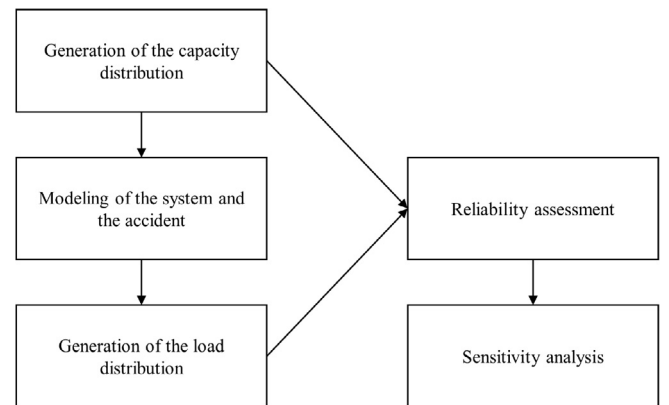 Generation of the capacity
distribution
Modeling of the system and
the accident
Generation of the load
distribution
Reliability assessment
Sensitivity analysis